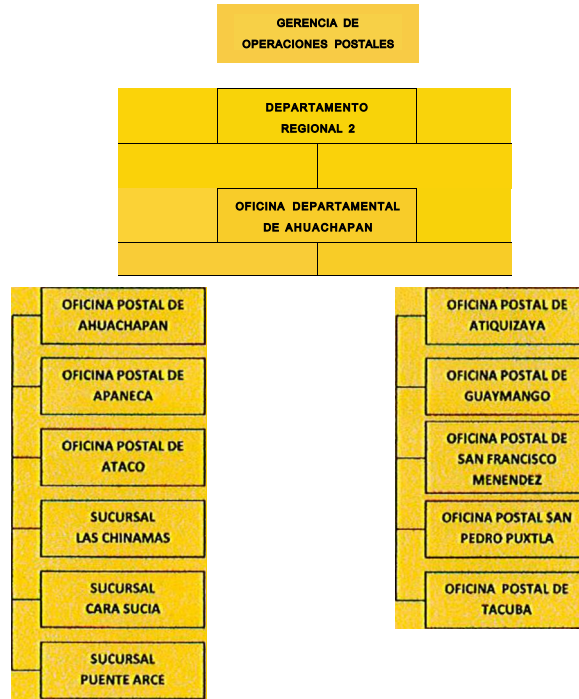 GERENCIA DE
OPERACIONES POSTALES
DEPARTAMENTO
REGIONAL 2
OFICINA DEPARTAMENTAL
DE AHUACHAPAN
OFICINA POSTAL DE
AHUACHAPAN
OFICINA POSTAL DE
APANECA
OFICINA POSTAL DE
ATACO
SUCURSAL
LAS CHINAMAS
SUCURSAL
CARA SUCIA
SUCURSAL
PUENTE ARCE
OFICINA POSTAL DE
ATIQUIZAYA
OFICINA POSTAL DE
GUAYMANGO
OFICINA POSTAL DE
SAN FRANCISCO
MENENDEZ
OFICINA POSTAL SAN
PEDRO PUXTLA
OFICINA POSTAL DE
TACUBA